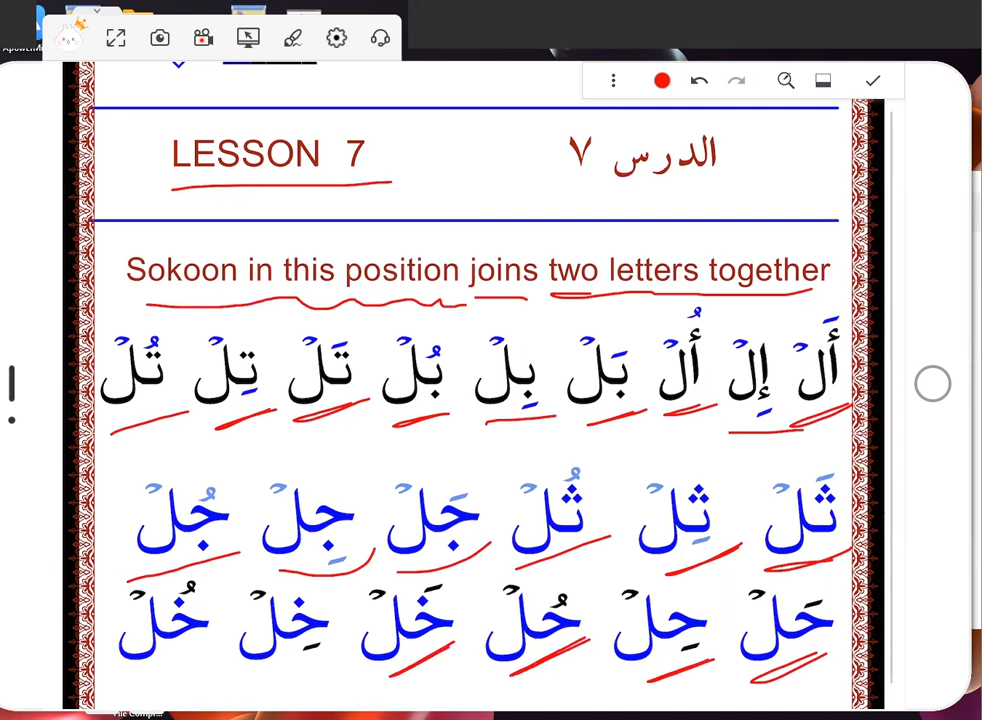 LESSON 7 الدرس ٧
Sokoon in this position joins two letters together
أَلْ إِلْ أُلْ بَلْ بِلْ بُلْ تَلْ تِلْ تُلْ
ثَلْ ثِلْ ثُلْ جَلْ جِلْ جُلْ
حَلْ حِلْ حُلْ خَلْ خِلْ خُلْ